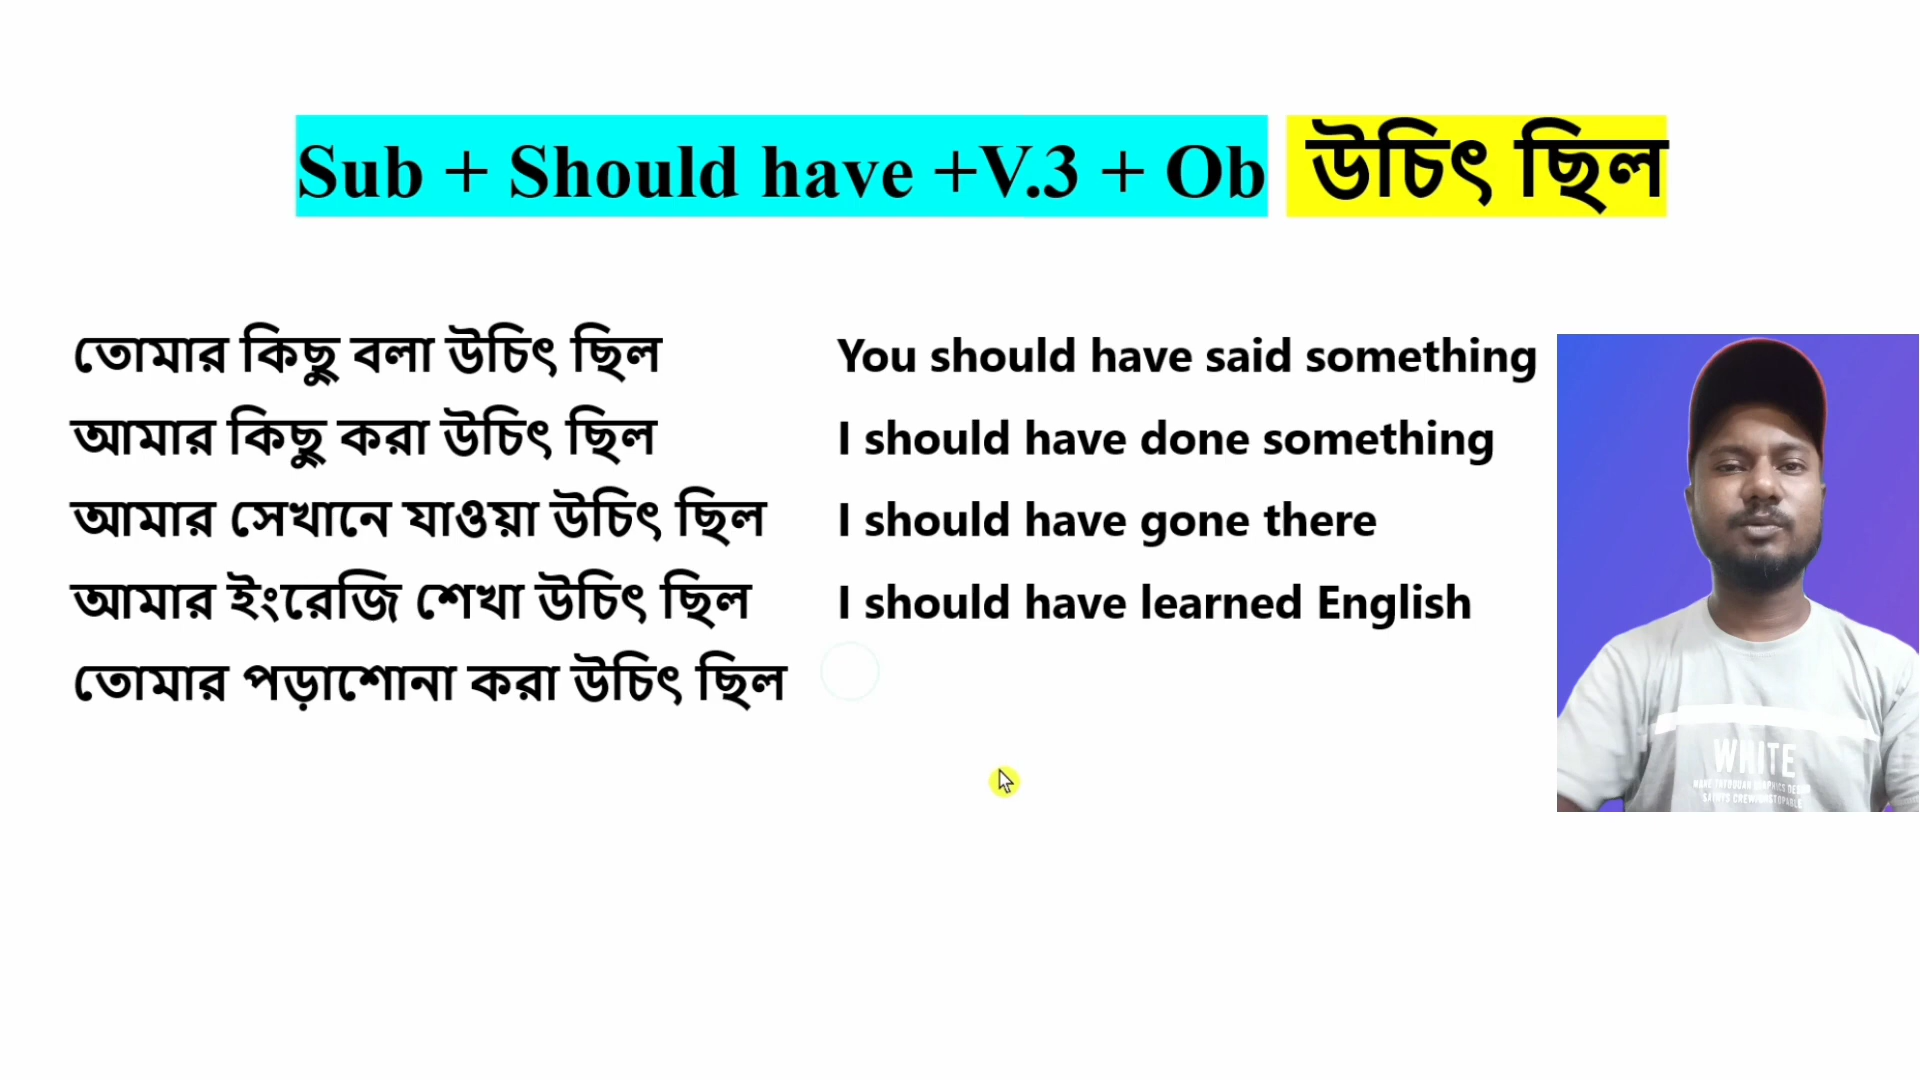 Sub + Should have +V.3 + Ob উচিৎ ছিল
তোমার কিছু বলা উচিৎ ছিল You should have said something
আমার কিছু করা উচিৎ ছিল I should have done something
আমার সেখানে যাওয়া উচিৎ ছিল I should have gone there
আমার ইংরেজি শেখা উচিৎ ছিল I should have learned English
তোমার পড়াশোনা করা উচিৎ ছিল
WHITE